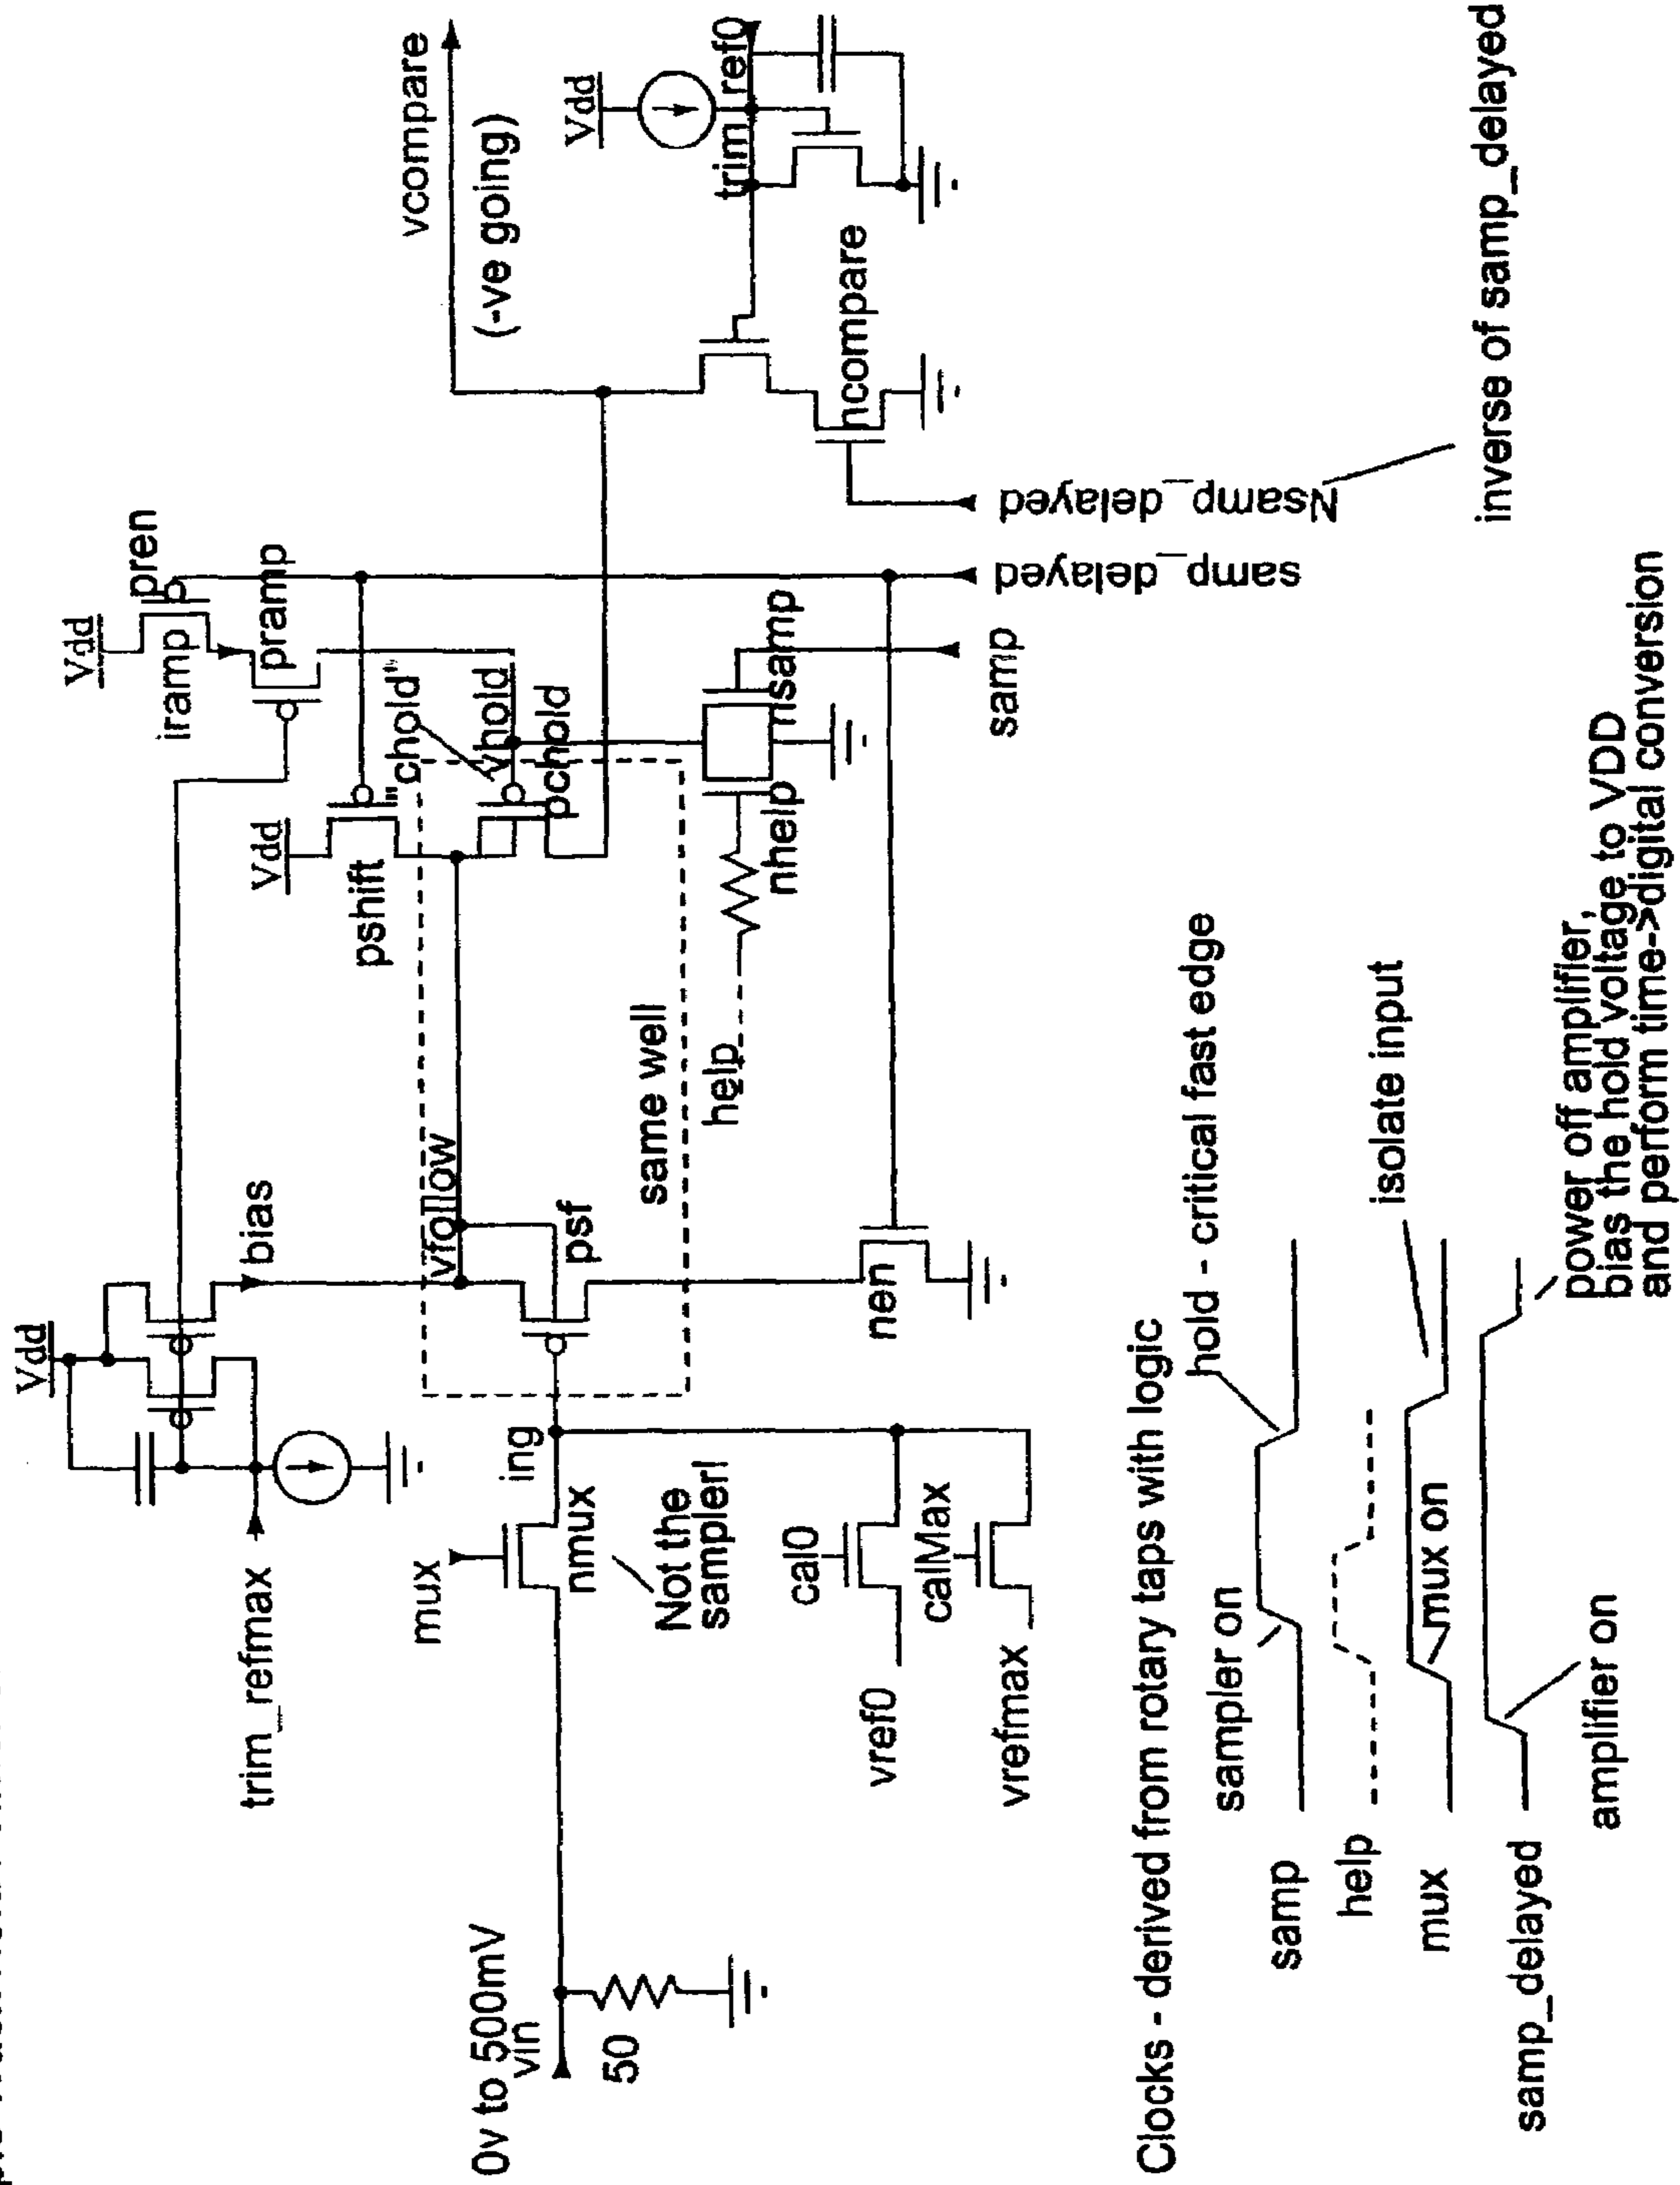 Vdd
trim_refmax
bias
vfollow
psf
same well
nen
ing
mux
nmux
Not the
sampler!
0v to 500mV
vin
50
cal0
vref0
calMax
vrefmax
Vdd
pren
iramp
pramp
Vdd
pshift
"chold"
vhold
pchold
help
nhelp
nsamp
samp
samp_delayed
Nsamp_delayed
inverse of samp_delayed
vcompare
(-ve going)
ncompare
Vdd
trim_ref0
Clocks - derived from rotary taps with logic
sampler on
hold - critical fast edge
samp
help
mux
mux on
isolate input
samp_delayed
amplifier on
power off amplifier,
bias the hold voltage to VDD
and perform time->digital conversion